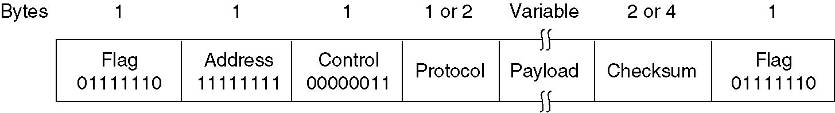 Bytes 1 1 1 1 or 2 Variable 2 or 4 1
Flag Address Control Protocol Payload Checksum Flag
01111110 11111111 00000011 01111110